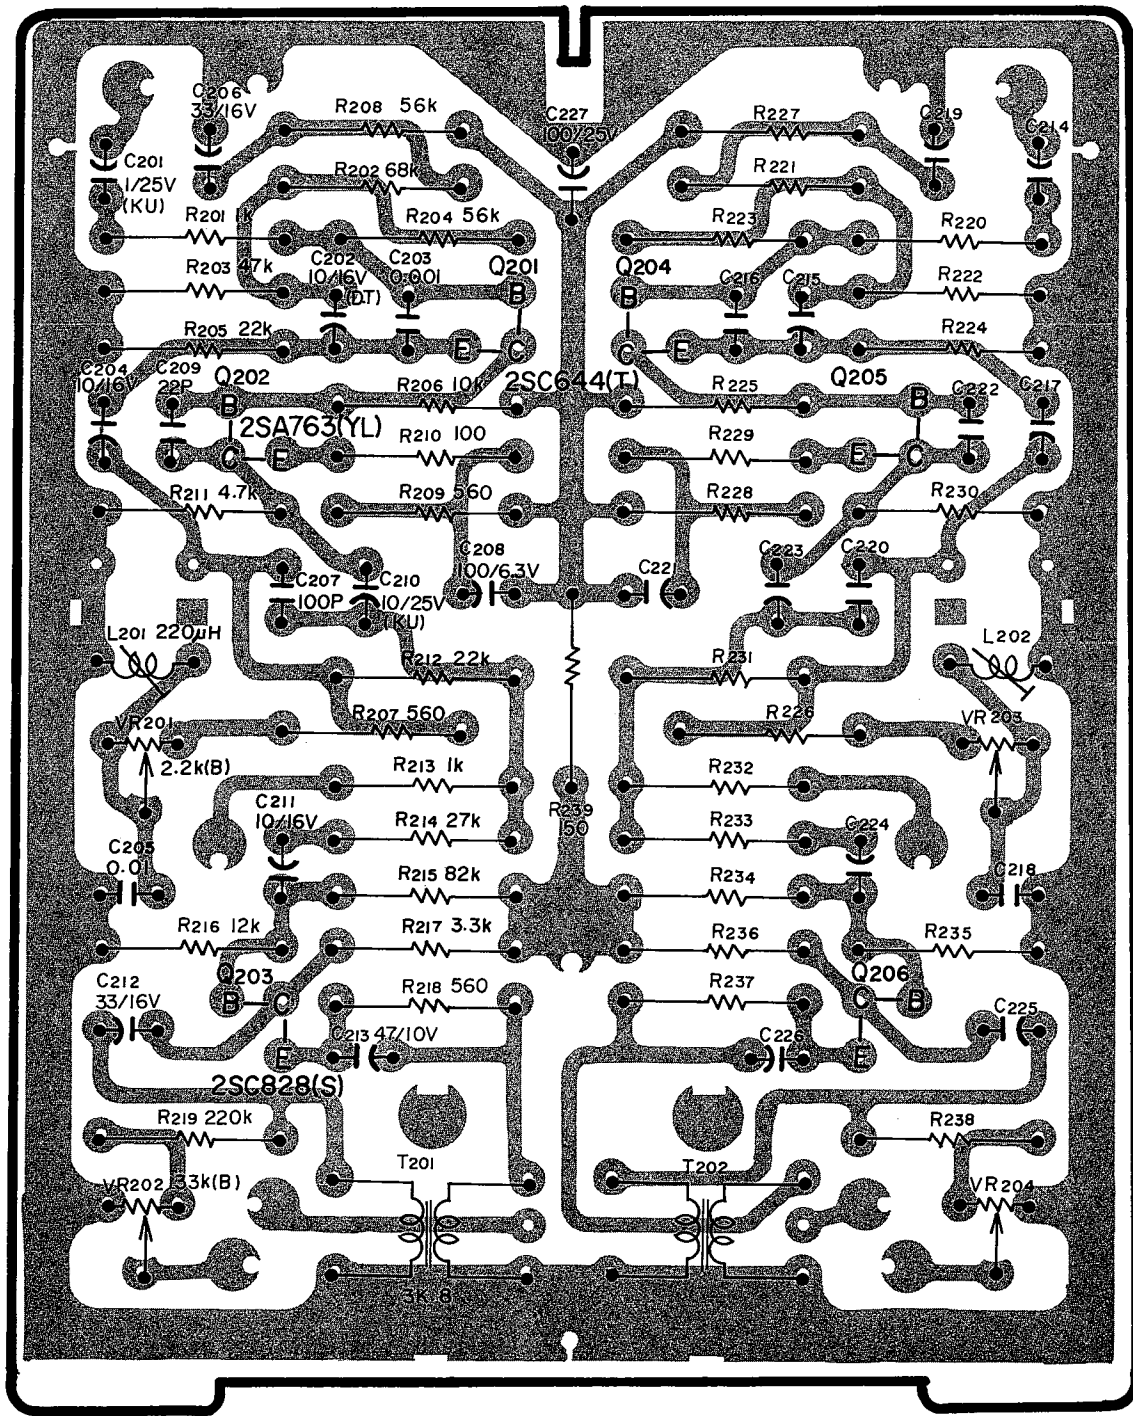 C206
33/16V
R208 56k
C227
100/25V
R227
C219
C214
C201
1/25V
(KU)
R202 68k
R221
R201 1k
R204 56k
R223
R220
R203 47k
C202
10/16V
(D.T)
C203
0.001
Q201
Q204
C216
C215
R222
B
B
R205 22k
E
C
C
E
R224
C204
10/16V
C209
22P
Q202
R206 10k
2SC644(T)
R225
Q205
C222
C217
B
B
2SA763(YL)
R210 100
R229
C
E
E
C
R211 4.7k
R209 560
R228
R230
C208
100/6.3V
C221
C223
C220
C207
100P
C210
10/25V
(KU)
L201 220μH
L202
R212 22k
R231
VR201
2.2k(B)
R207 560
R226
VR203
R213 1k
R232
C211
10/16V
R214 27k
R239
150
R233
C224
C205
0.01
R215 82k
R234
C218
R216 12k
R217 3.3k
R236
R235
C212
33/16V
Q203
B
C
R218 560
R237
Q206
C
B
C225
E
C213 47/10V
C226
E
2SC828(S)
R219 220k
R238
T201
T202
VR202 33k(B)
VR204
3K:8